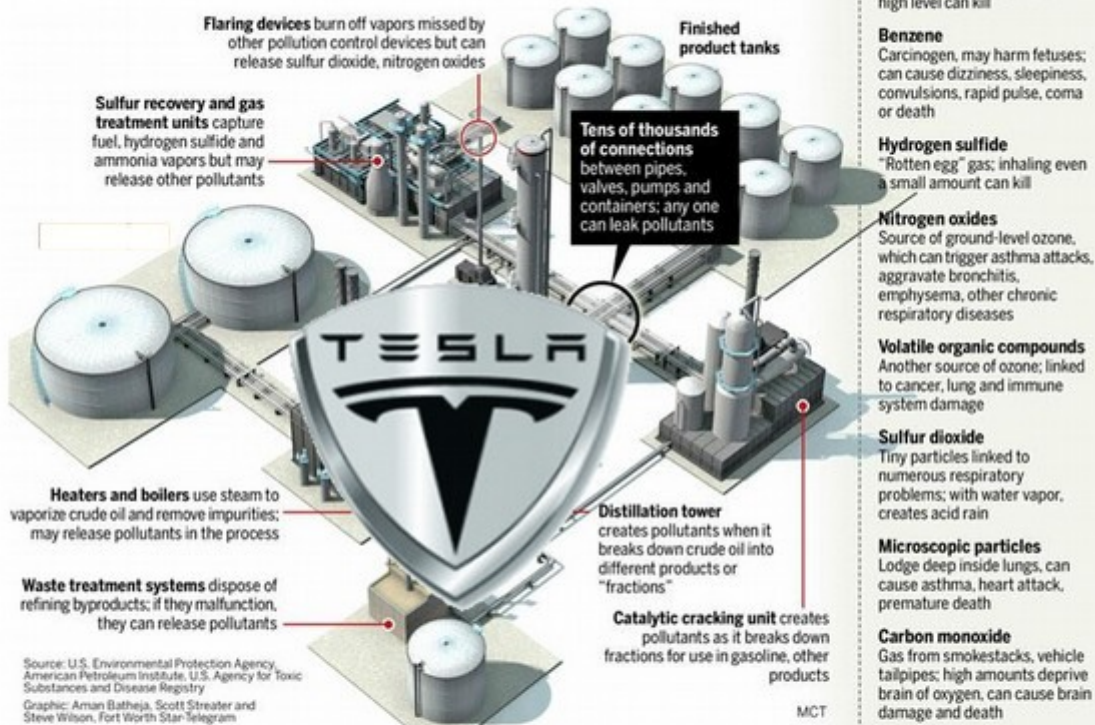 Flaring devices burn off vapors missed by
other pollution control devices but can
release sulfur dioxide, nitrogen oxides
Finished
product tanks
Sulfur recovery and gas
treatment units capture
fuel, hydrogen sulfide and
ammonia vapors but may
release other pollutants
Tens of thousands
of connections
between pipes,
valves, pumps and
containers; any one
can leak pollutants
TESLA
Heaters and boilers use steam to
vaporize crude oil and remove impurities;
may release pollutants in the process
Waste treatment systems dispose of
refining byproducts; if they malfunction,
they can release pollutants
Distillation tower
creates pollutants when it
breaks down crude oil into
different products or
"fractions"
Catalytic cracking unit creates
pollutants as it breaks down
fractions for use in gasoline, other
products
Source: U.S. Environmental Protection Agency,
American Petroleum Institute, U.S. Agency for Toxic
Substances and Disease Registry
Graphic: Aman Batheja, Scott Streater and
Steve Wilson, Fort Worth Star-Telegram
MCT
high level can kill
Benzene
Carcinogen, may harm fetuses;
can cause dizziness, sleepiness,
convulsions, rapid pulse, coma
or death
Hydrogen sulfide
"Rotten egg" gas; inhaling even
a small amount can kill
Nitrogen oxides
Source of ground-level ozone,
which can trigger asthma attacks,
aggravate bronchitis,
emphysema, other chronic
respiratory diseases
Volatile organic compounds
Another source of ozone; linked
to cancer, lung and immune
system damage
Sulfur dioxide
Tiny particles linked to
numerous respiratory
problems; with water vapor,
creates acid rain
Microscopic particles
Lodge deep inside lungs, can
cause asthma, heart attack,
premature death
Carbon monoxide
Gas from smokestacks, vehicle
tailpipes; high amounts deprive
brain of oxygen, can cause brain
damage and death